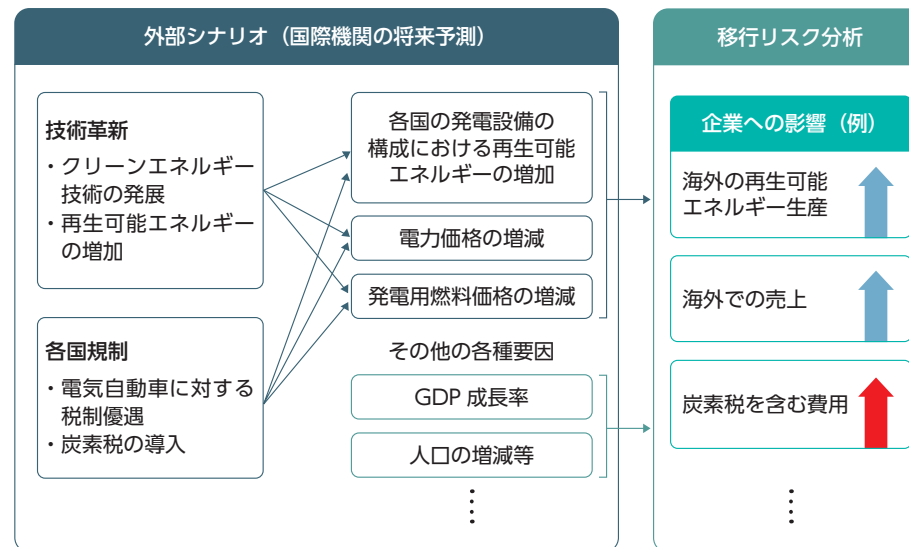 外部シナリオ（国際機関の将来予測）
技術革新
・クリーンエネルギー
技術の発展
・再生可能エネルギー
の増加
各国規制
・電気自動車に対する
税制優遇
・炭素税の導入
各国の発電設備の
構成における再生可能
エネルギーの増加
電力価格の増減
発電用燃料価格の増減
その他の各種要因
GDP 成長率
人口の増減等
移行リスク分析
企業への影響（例）
海外の再生可能
エネルギー生産
海外での売上
炭素税を含む費用